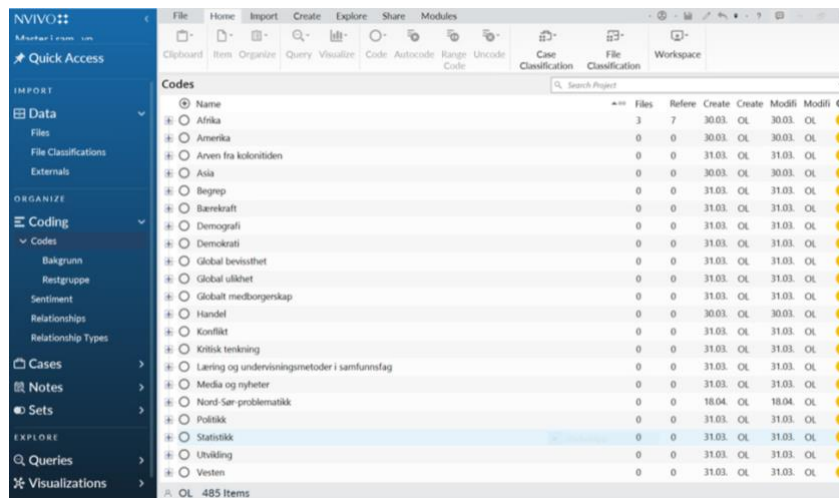 NVIVO
File Home Import Create Explore Share Modules
Quick Access
Clipboard Item Organize Query Visualize Code Autocode Range Code Uncode Case Classification File Classification Workspace
IMPORT
Data
Files
File Classifications
Externals
ORGANIZE
Coding
Codes
Bakgrunn
Restgruppe
Sentiment
Relationships
Relationship Types
Cases
Notes
Sets
EXPLORE
Queries
Visualizations
Codes Search Project
Name Files Refere Create Create Modifi Modifi
Afrika 3 7 30.03. OL 30.03. OL
Amerika 0 0 30.03. OL 30.03. OL
Arven fra kolonitiden 0 0 31.03. OL 31.03. OL
Asia 0 0 30.03. OL 30.03. OL
Begrep 0 0 31.03. OL 31.03. OL
Bærekraft 0 0 31.03. OL 31.03. OL
Demografi 0 0 31.03. OL 31.03. OL
Demokrati 0 0 31.03. OL 31.03. OL
Global bevissthet 0 0 31.03. OL 31.03. OL
Global ulikhet 0 0 31.03. OL 31.03. OL
Globalt medborgerskap 0 0 31.03. OL 31.03. OL
Handel 0 0 30.03. OL 30.03. OL
Konflikt 0 0 31.03. OL 31.03. OL
Kritisk tenkning 0 0 31.03. OL 31.03. OL
Læring og undervisningsmetoder i samfunnsfag 0 0 31.03. OL 31.03. OL
Media og nyheter 0 0 31.03. OL 31.03. OL
Nord-Sør-problematikk 0 0 18.04. OL 18.04. OL
Politikk 0 0 31.03. OL 31.03. OL
Statistikk 0 0 31.03. OL 31.03. OL
Utvikling 0 0 31.03. OL 31.03. OL
Vesten 0 0 31.03. OL 31.03. OL
OL 485 Items